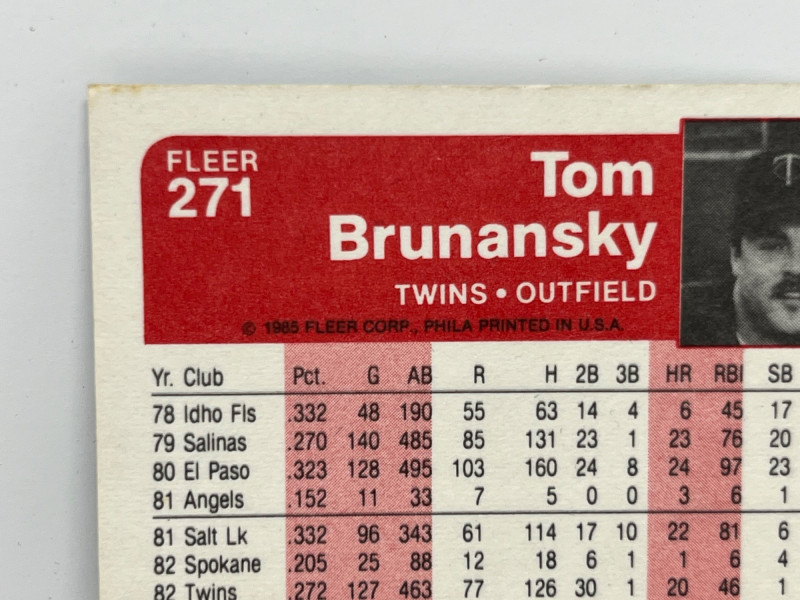 FLEER
271
Tom
Brunansky
TWINS • OUTFIELD
© 1985 FLEER CORP., PHILA PRINTED IN U.S.A.
T
Yr. Club Pct. G AB R H 2B 3B HR RBI SB
78 Idho Fls .332 48 190 55 63 14 4 6 45 17
79 Salinas .270 140 485 85 131 23 1 23 76 20
80 El Paso .323 128 495 103 160 24 8 24 97 23
81 Angels .152 11 33 7 5 0 0 3 6 1
81 Salt Lk .332 96 343 61 114 17 10 22 81 6
82 Spokane .205 25 88 12 18 6 1 1 6 4
82 Twins .272 127 463 77 126 30 1 20 46 1